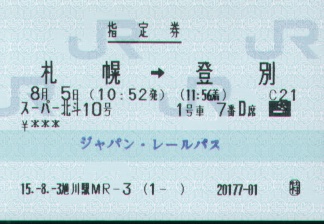 指定券
札幌 → 登別
8月 5日 (10:52発) (11:56着) C21
スーパー北斗10号 1号車 7番D席
¥***
ジャパン・レールパス
15.-8.-3旭川駅MR-3 (1- ) 20177-01